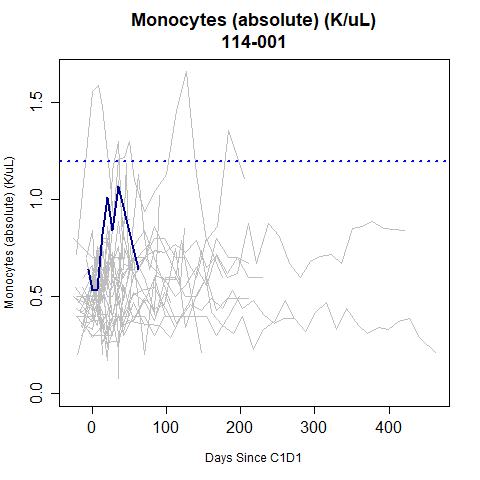 Monocytes (absolute) (K/uL)
114-001
Monocytes (absolute) (K/uL)
1.5
1.0
0.5
0.0
0 100 200 300 400
Days Since C1D1